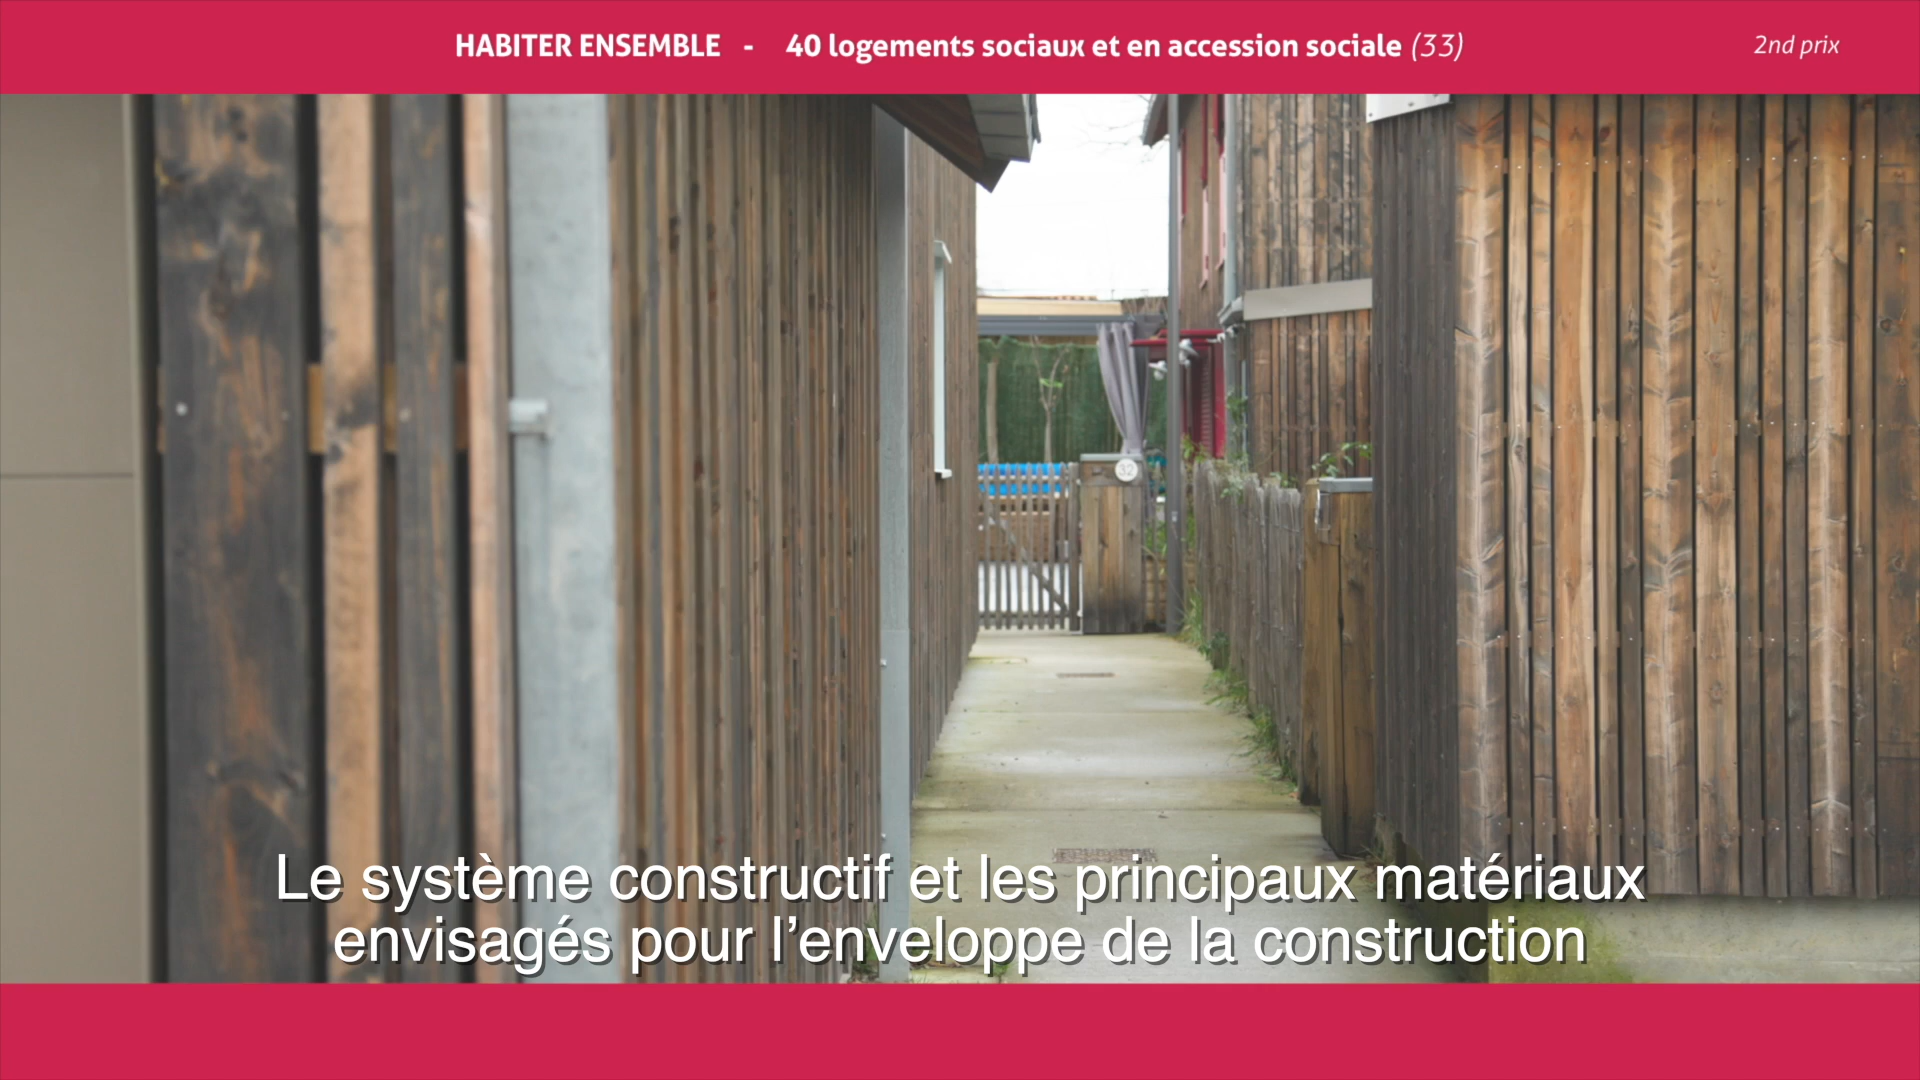 HABITER ENSEMBLE - 40 logements sociaux et en accession sociale (33)
2nd prix
32
Le système constructif et les principaux matériaux
envisagés pour l’enveloppe de la construction